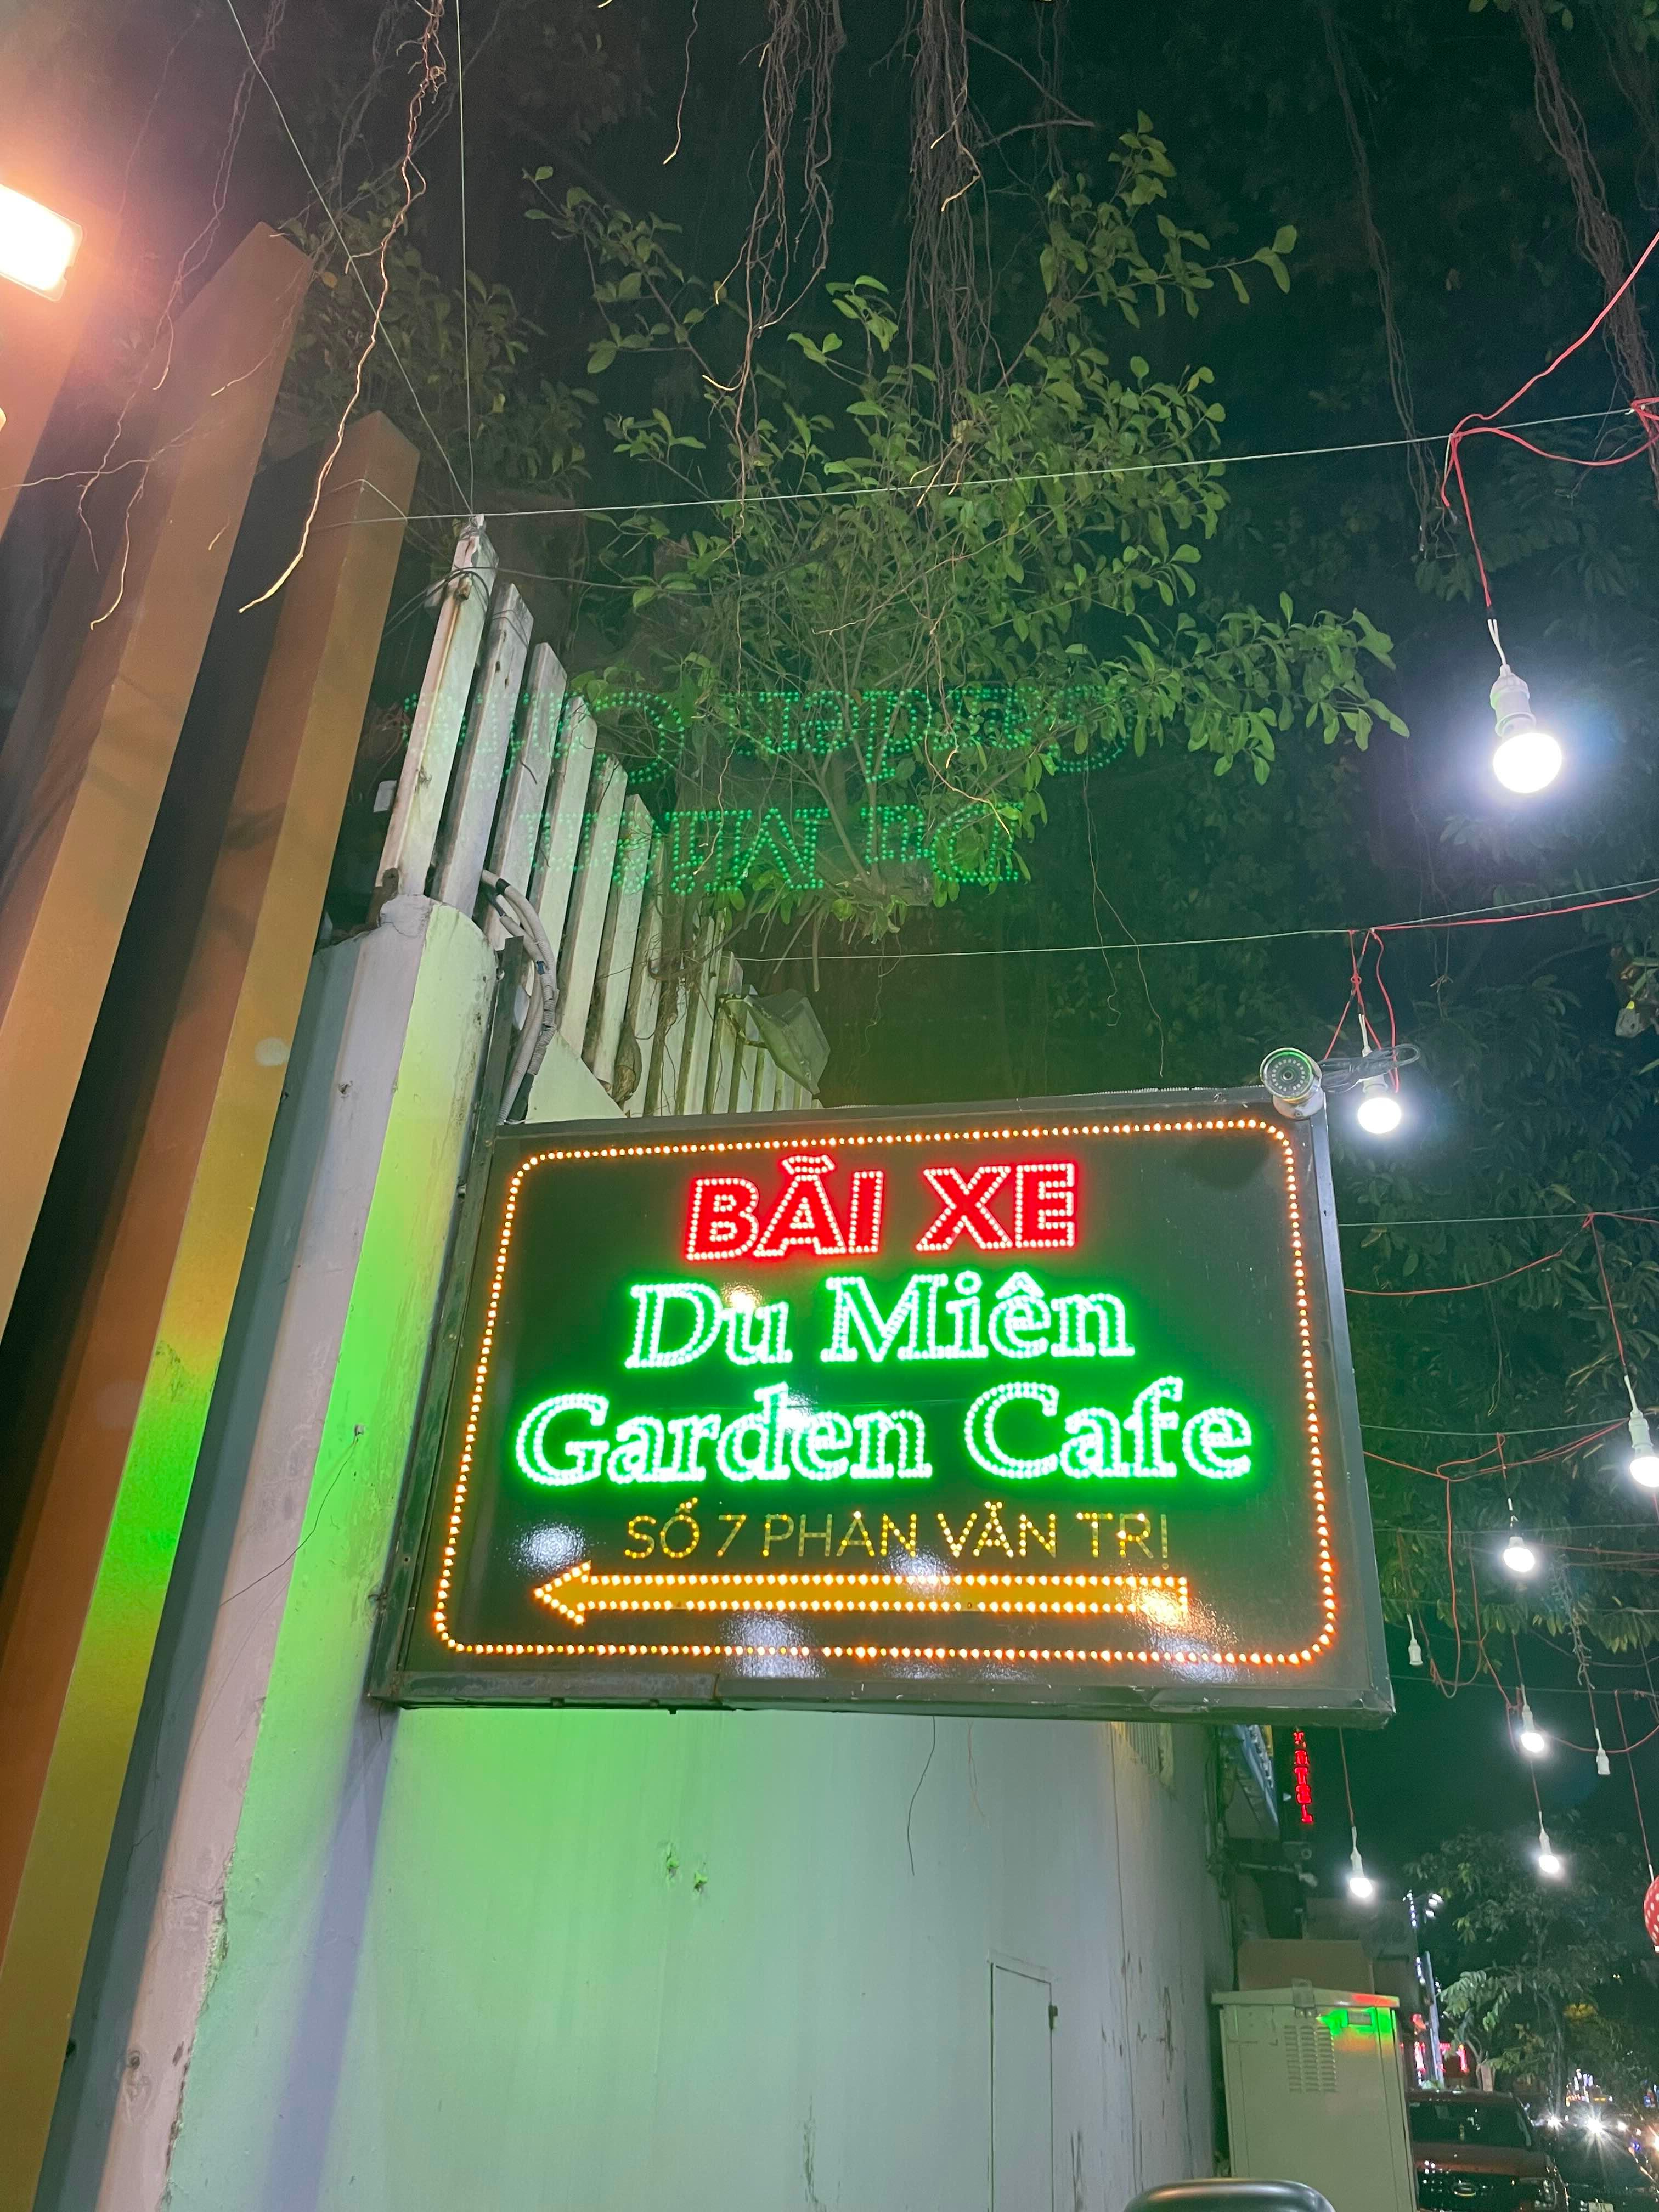 BÃI XE
Du Miên
Garden Cafe
SỐ 7 PHAN VĂN TRỊ